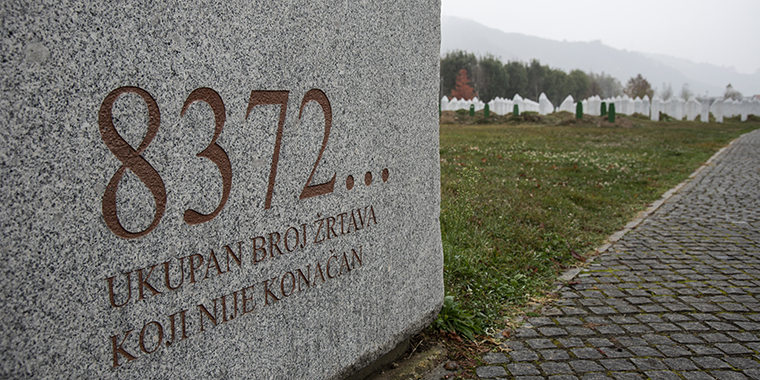 8372...
UKUPAN BROJ ŽRTAVA
KOJI NIJE KONAČAN